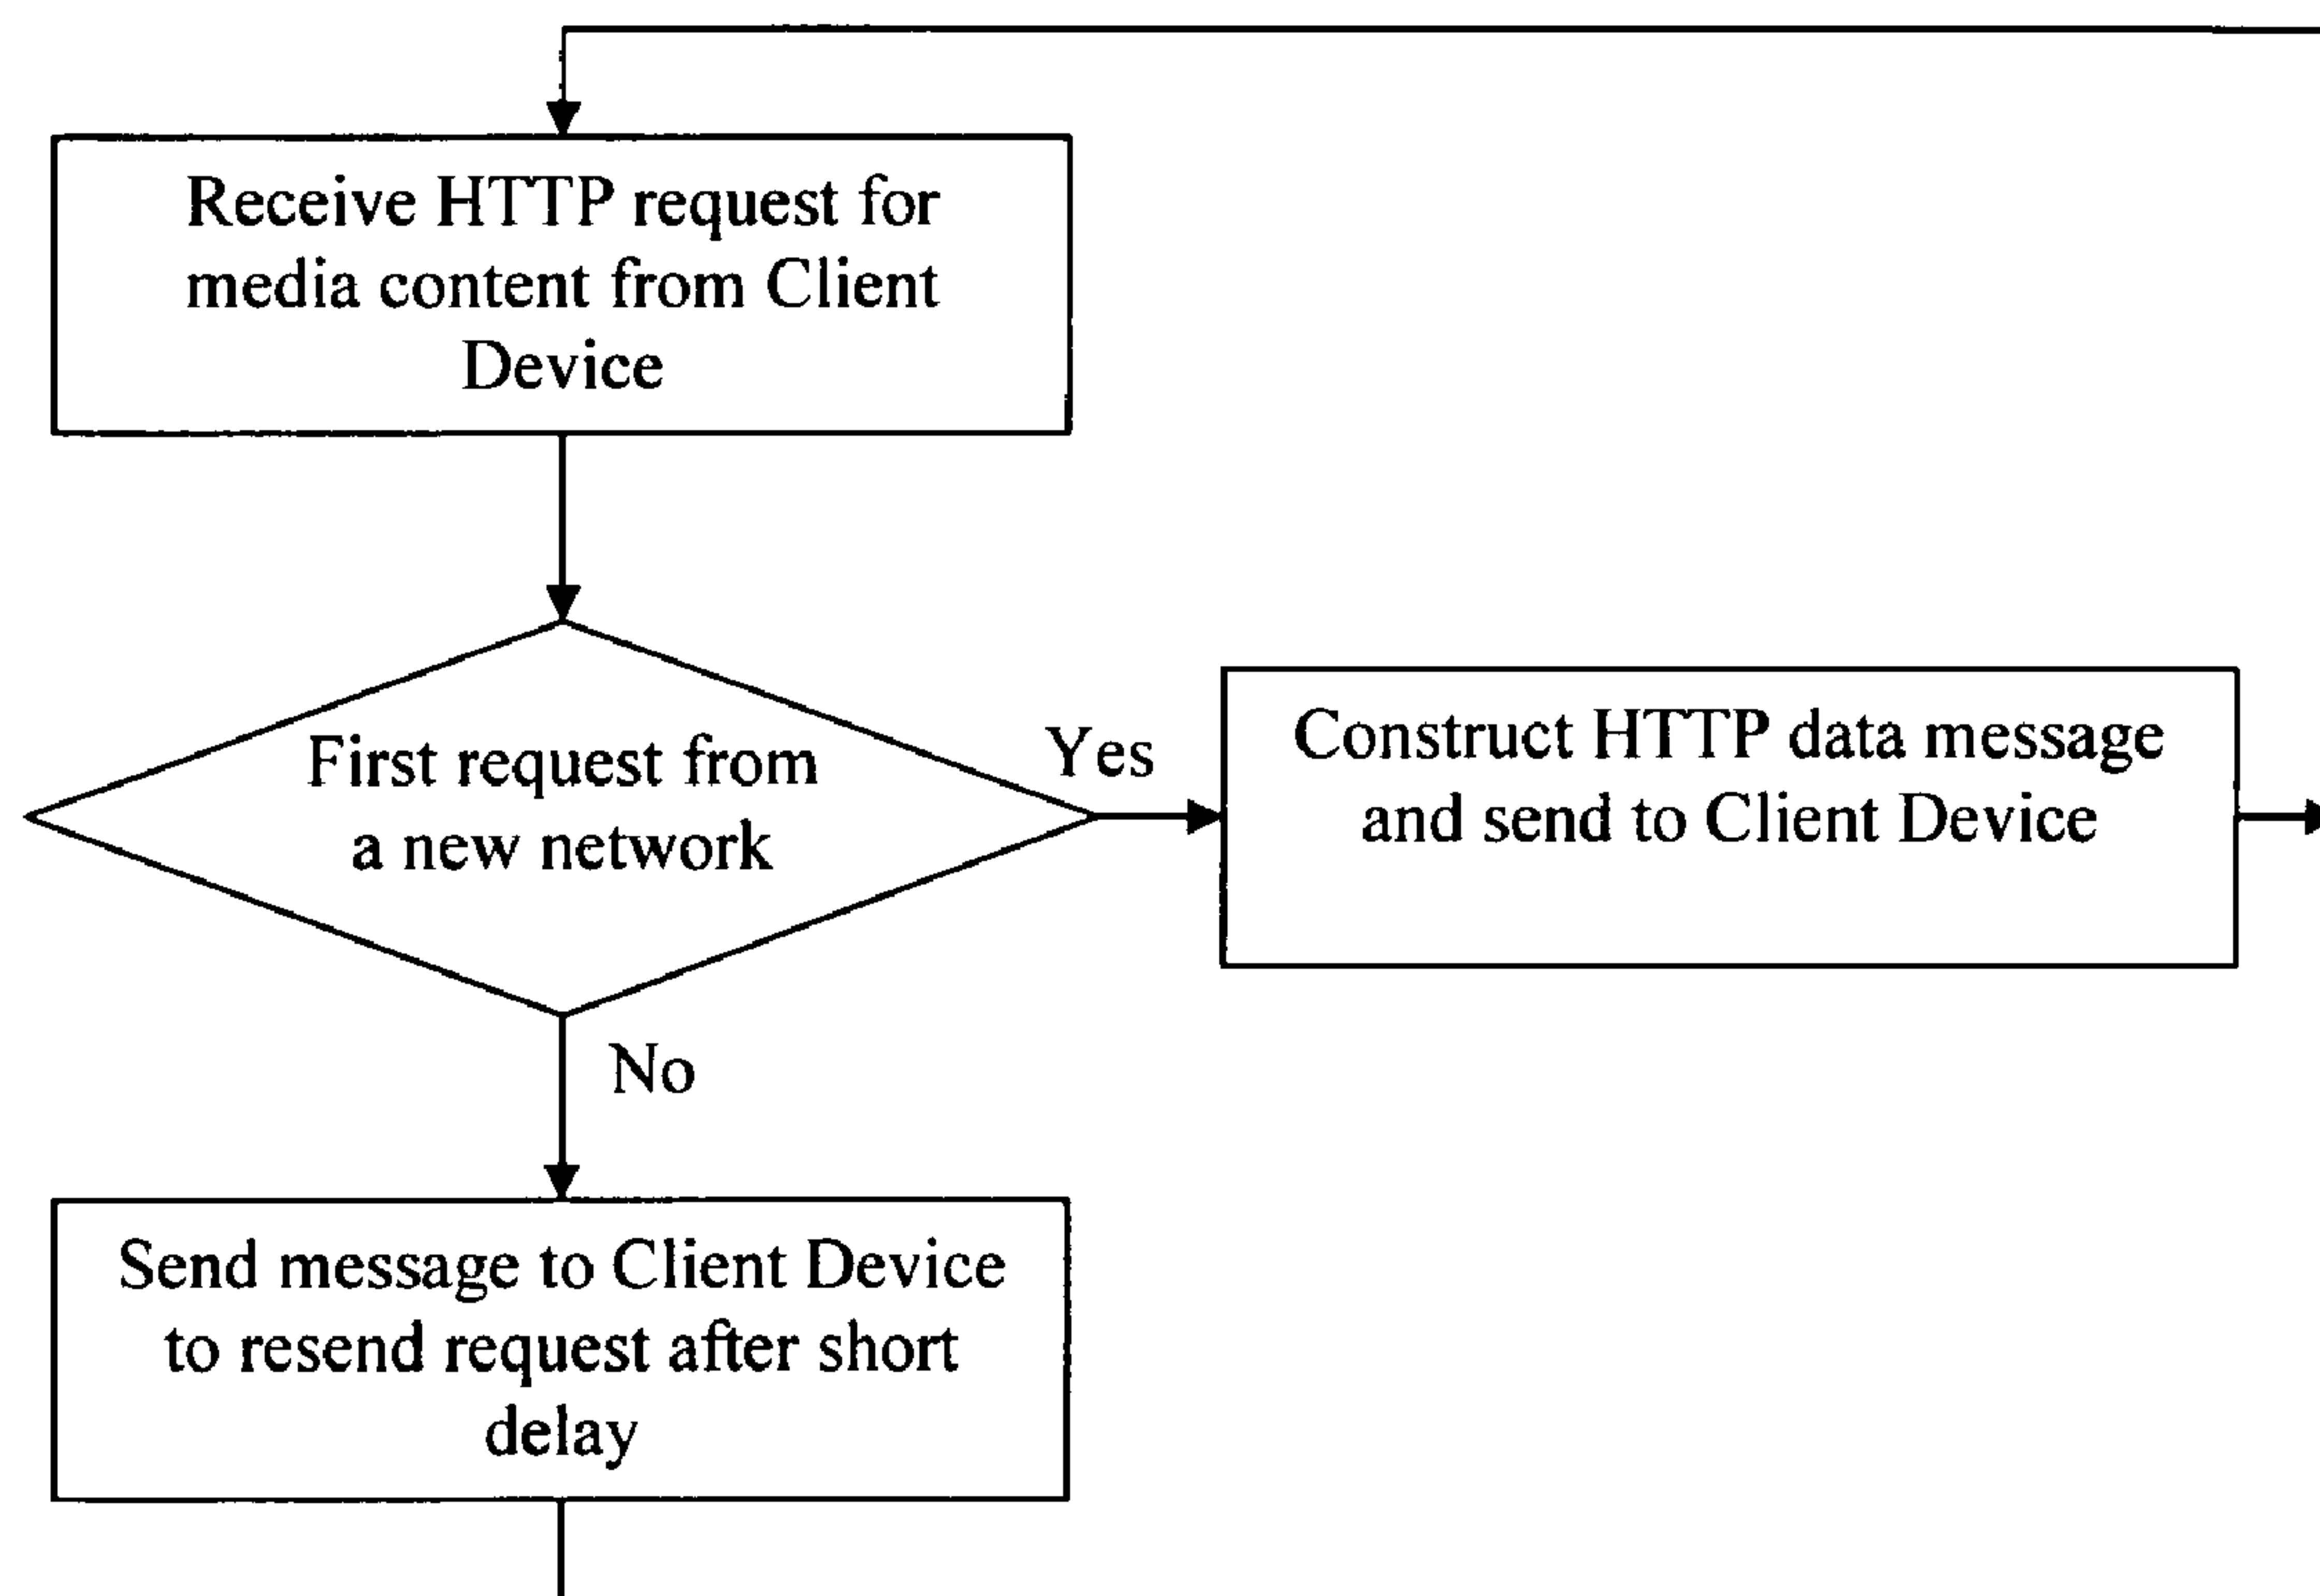 Receive HTTP request for
media content from Client
Device
First request from
a new network
Yes
Construct HTTP data message
and send to Client Device
No
Send message to Client Device
to resend request after short
delay